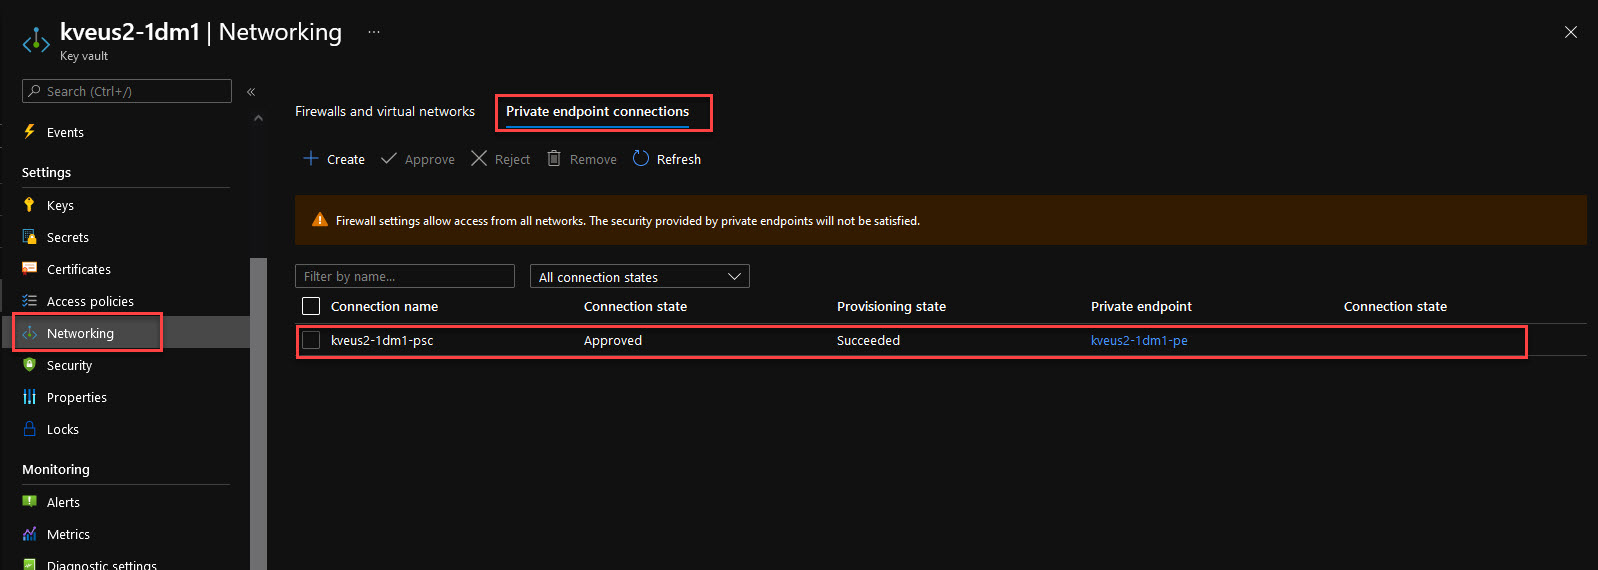 kveus2-1dm1 | Networking ...
Key vault
Search (Ctrl+/)
«
Events
Settings
Keys
Secrets
Certificates
Access policies
Networking
Security
Properties
Locks
Monitoring
Alerts
Metrics
Diagnostic settings
Firewalls and virtual networks Private endpoint connections
Create Approve Reject Remove Refresh
Firewall settings allow access from all networks. The security provided by private endpoints will not be satisfied.
Filter by name... All connection states
Connection name Connection state Provisioning state Private endpoint Connection state
kveus2-1dm1-psc Approved Succeeded kveus2-1dm1-pe